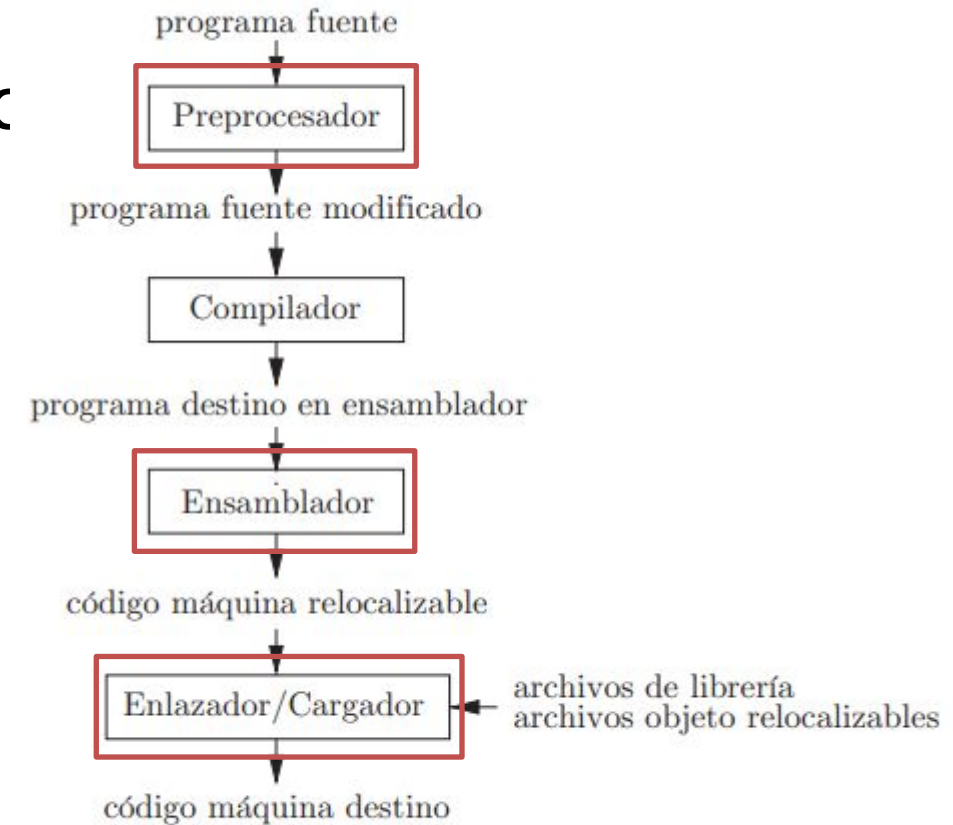 programa fuente
Preprocesador
programa fuente modificado
Compilador
programa destino en ensamblador
Ensamblador
código máquina relocalizable
Enlazador/Cargador
archivos de librería
archivos objeto relocalizables
código máquina destino